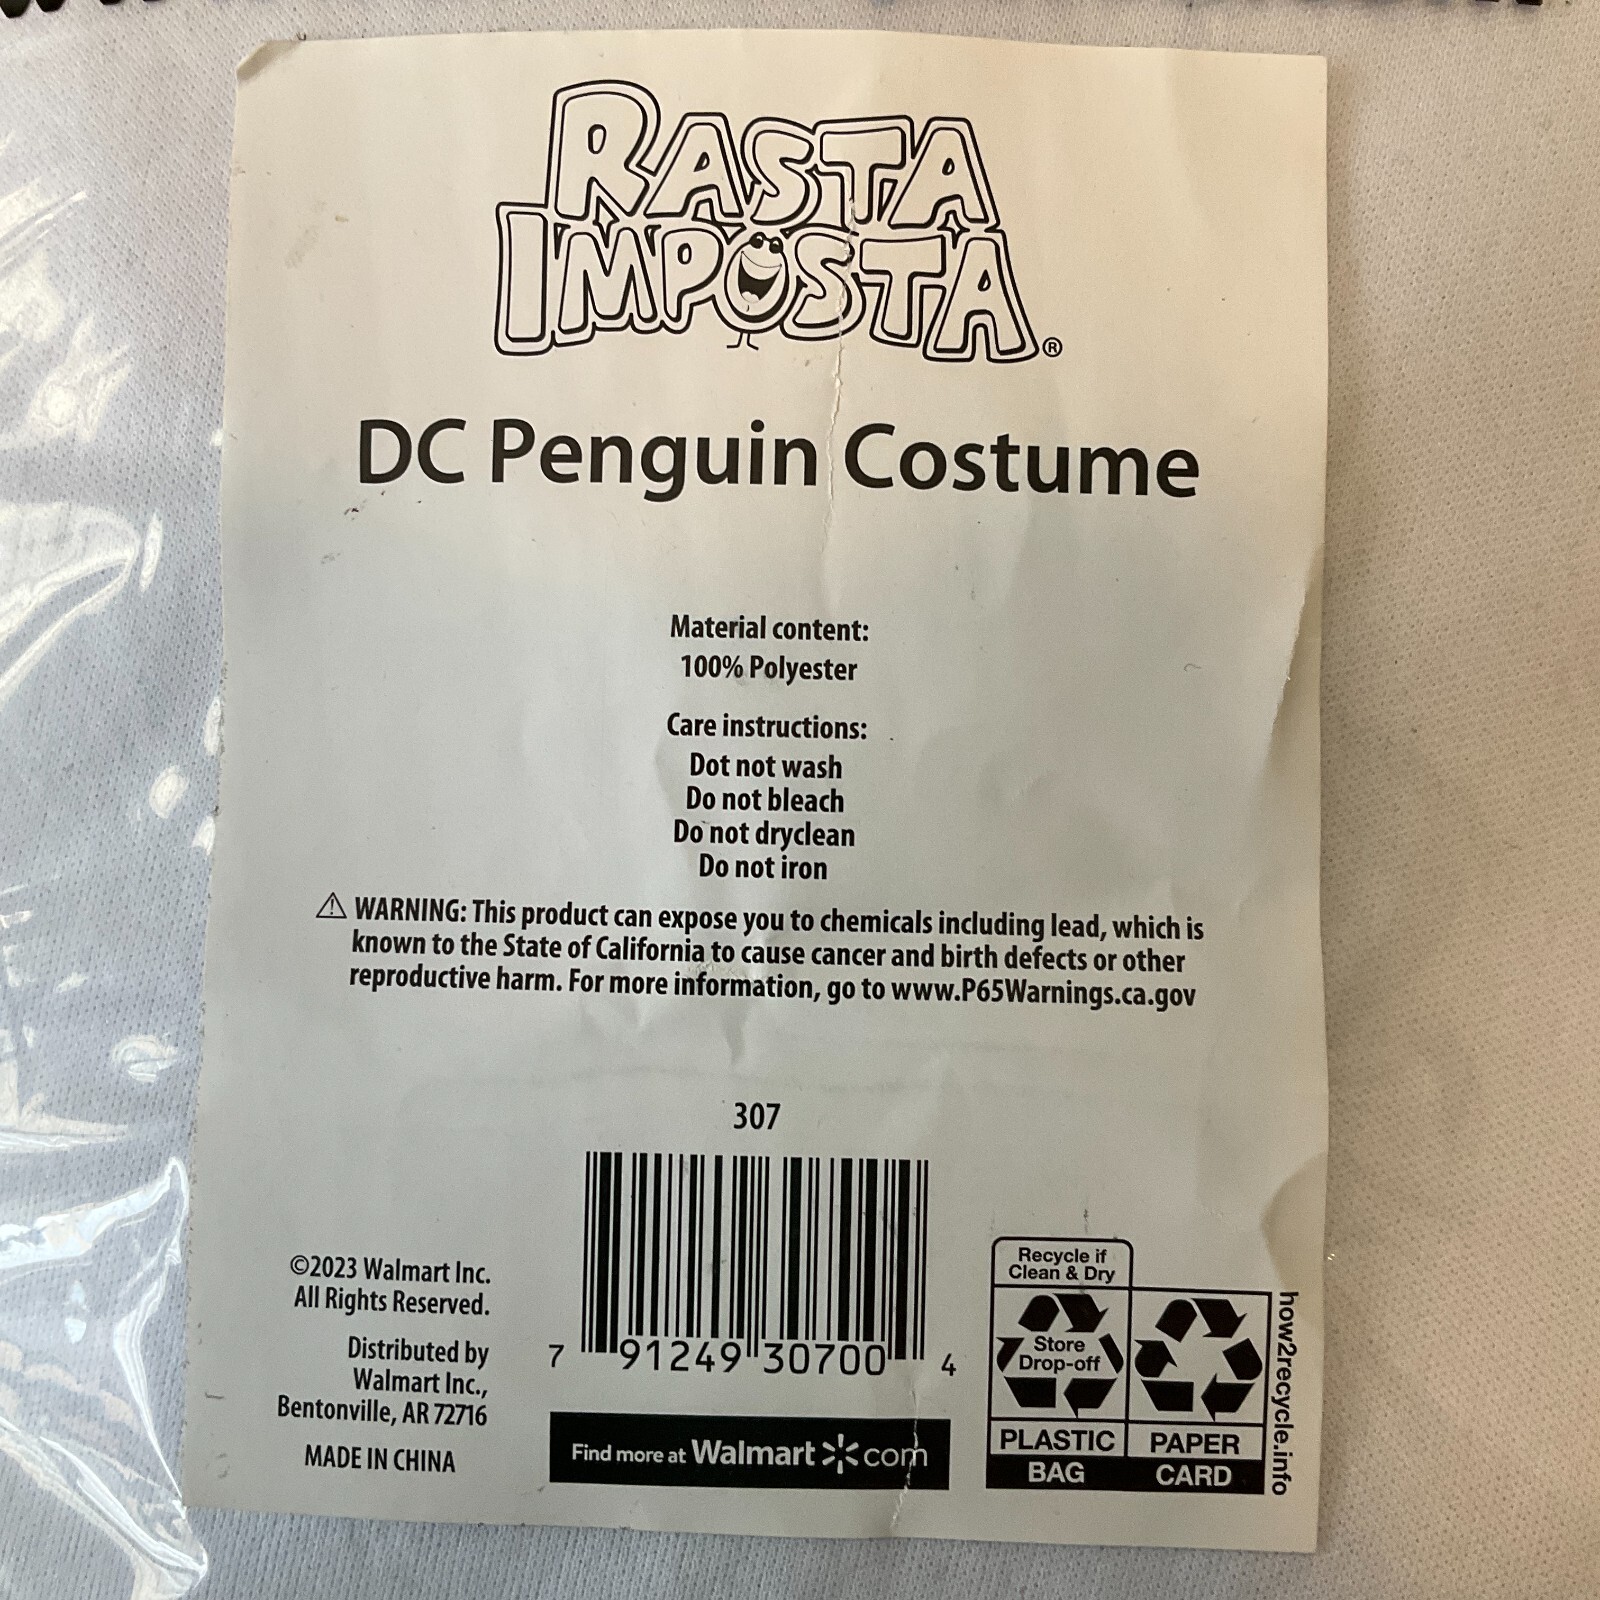 RASTA
IMPOSTA®
DC Penguin Costume
Material content:
100% Polyester
Care instructions:
Dot not wash
Do not bleach
Do not dryclean
Do not iron
⚠ WARNING: This product can expose you to chemicals including lead, which is
known to the State of California to cause cancer and birth defects or other
reproductive harm. For more information, go to www.P65Warnings.ca.gov
307
7 91249 30700 4
©2023 Walmart Inc.
All Rights Reserved.
Distributed by
Walmart Inc.,
Bentonville, AR 72716
MADE IN CHINA
Find more at Walmart.com
Recycle if
Clean & Dry
Store
Drop-off
PLASTIC
BAG
PAPER
CARD
how2recycle.info